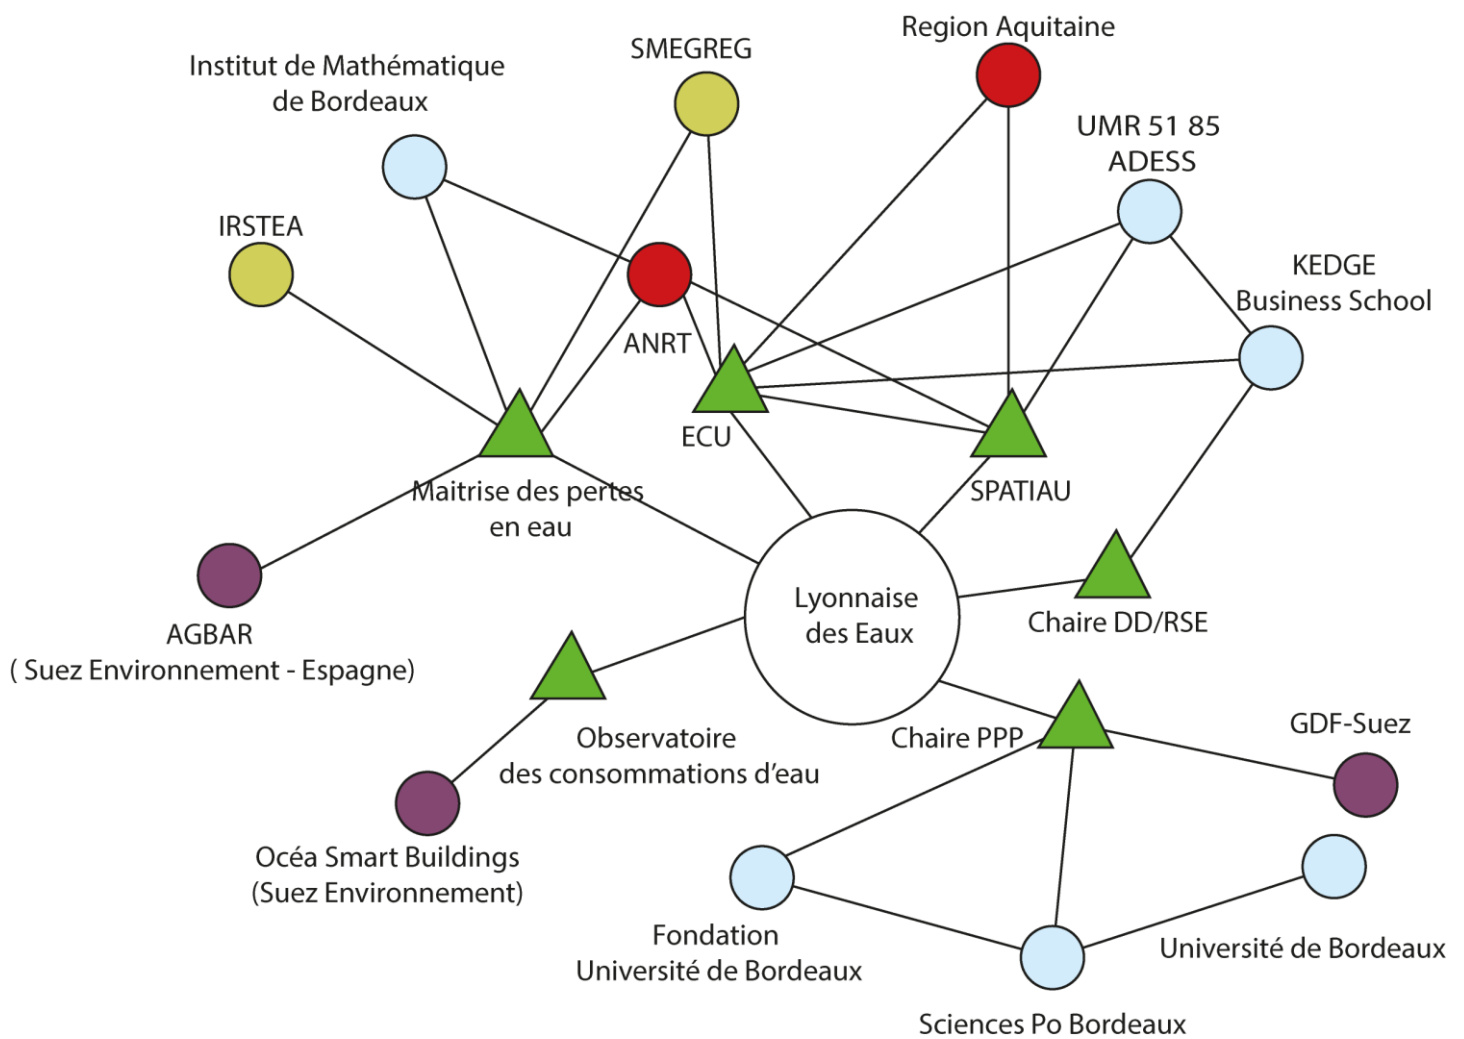 Region Aquitaine
SMEGREG
Institut de Mathématique
de Bordeaux
UMR 51 85
ADESS
IRSTEA
KEDGE
Business School
ANRT
ECU
Maitrise des pertes
en eau
SPATIAU
Lyonnaise
des Eaux
Chaire DD/RSE
AGBAR
( Suez Environnement - Espagne)
Observatoire
des consommations d'eau
Chaire PPP
GDF-Suez
Océa Smart Buildings
(Suez Environnement)
Fondation
Université de Bordeaux
Université de Bordeaux
Sciences Po Bordeaux